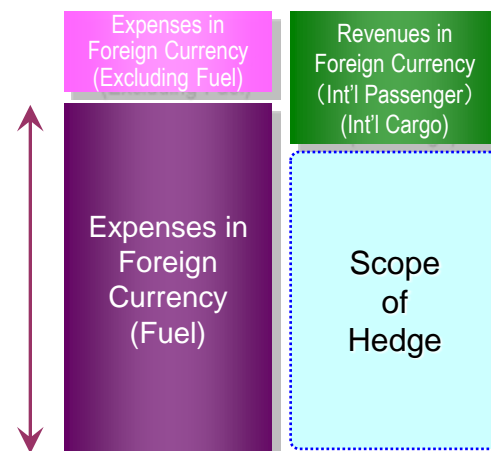 Expenses in
Foreign Currency
(Excluding Fuel)
Revenues in
Foreign Currency
（Int'l Passenger）
(Int'l Cargo)
Expenses in
Foreign
Currency
(Fuel)
Scope
of
Hedge